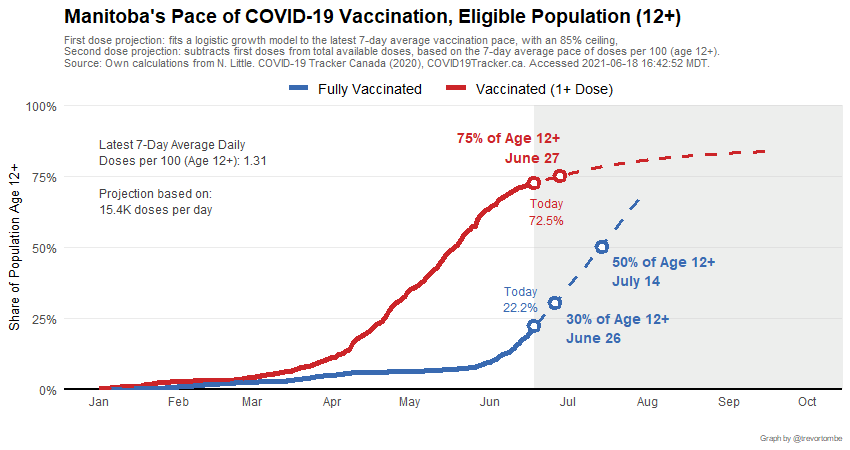 Manitoba's Pace of COVID-19 Vaccination, Eligible Population (12+)
First dose projection: fits a logistic growth model to the latest 7-day average vaccination pace, with an 85% ceiling,
Second dose projection: subtracts first doses from total available doses, based on the 7-day average pace of doses per 100 (age 12+).
Source: Own calculations from N. Little. COVID-19 Tracker Canada (2020), COVID19Tracker.ca. Accessed 2021-06-18 16:42:52 MDT.
Fully Vaccinated
Vaccinated (1+ Dose)
Share of Population Age 12+
100%
75%
50%
25%
0%
Latest 7-Day Average Daily
Doses per 100 (Age 12+): 1.31
Projection based on:
15.4K doses per day
75% of Age 12+
June 27
Today
72.5%
50% of Age 12+
July 14
Today
22.2%
30% of Age 12+
June 26
Jan
Feb
Mar
Apr
May
Jun
Jul
Aug
Sep
Oct
Graph by @trevortombe